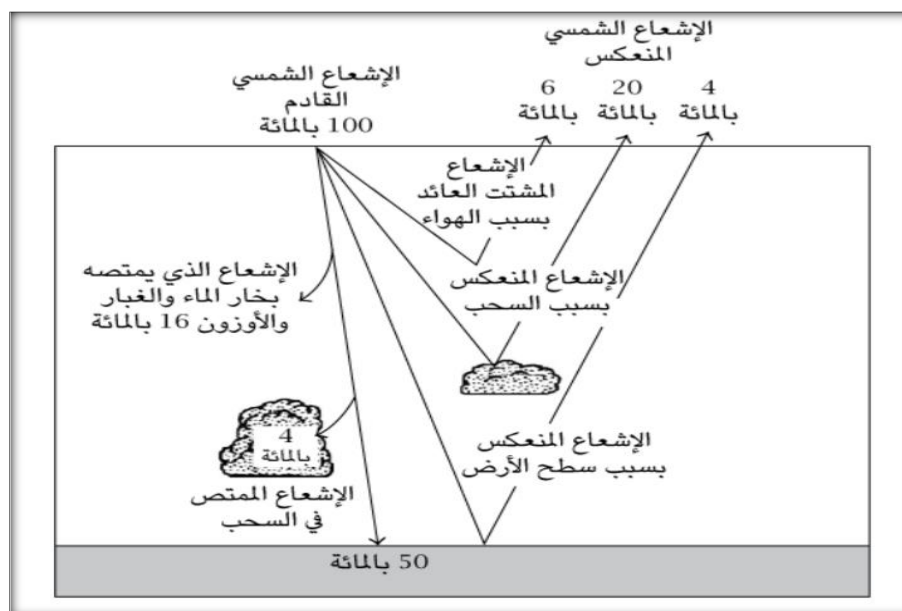 الإشعاع الشمسي
المنعكس
6
بالمائة
20
بالمائة
4
بالمائة
الإشعاع الشمسي
القادم
100 بالمائة
الإشعاع
المشتت العائد
بسبب الهواء
الإشعاع المنعكس
بسبب السحب
الإشعاع الذي يمتصه
بخار الماء والغبار
والأوزون 16 بالمائة
4
بالمائة
الإشعاع الممتص
في السحب
الإشعاع المنعكس
بسبب سطح الأرض
50 بالمائة